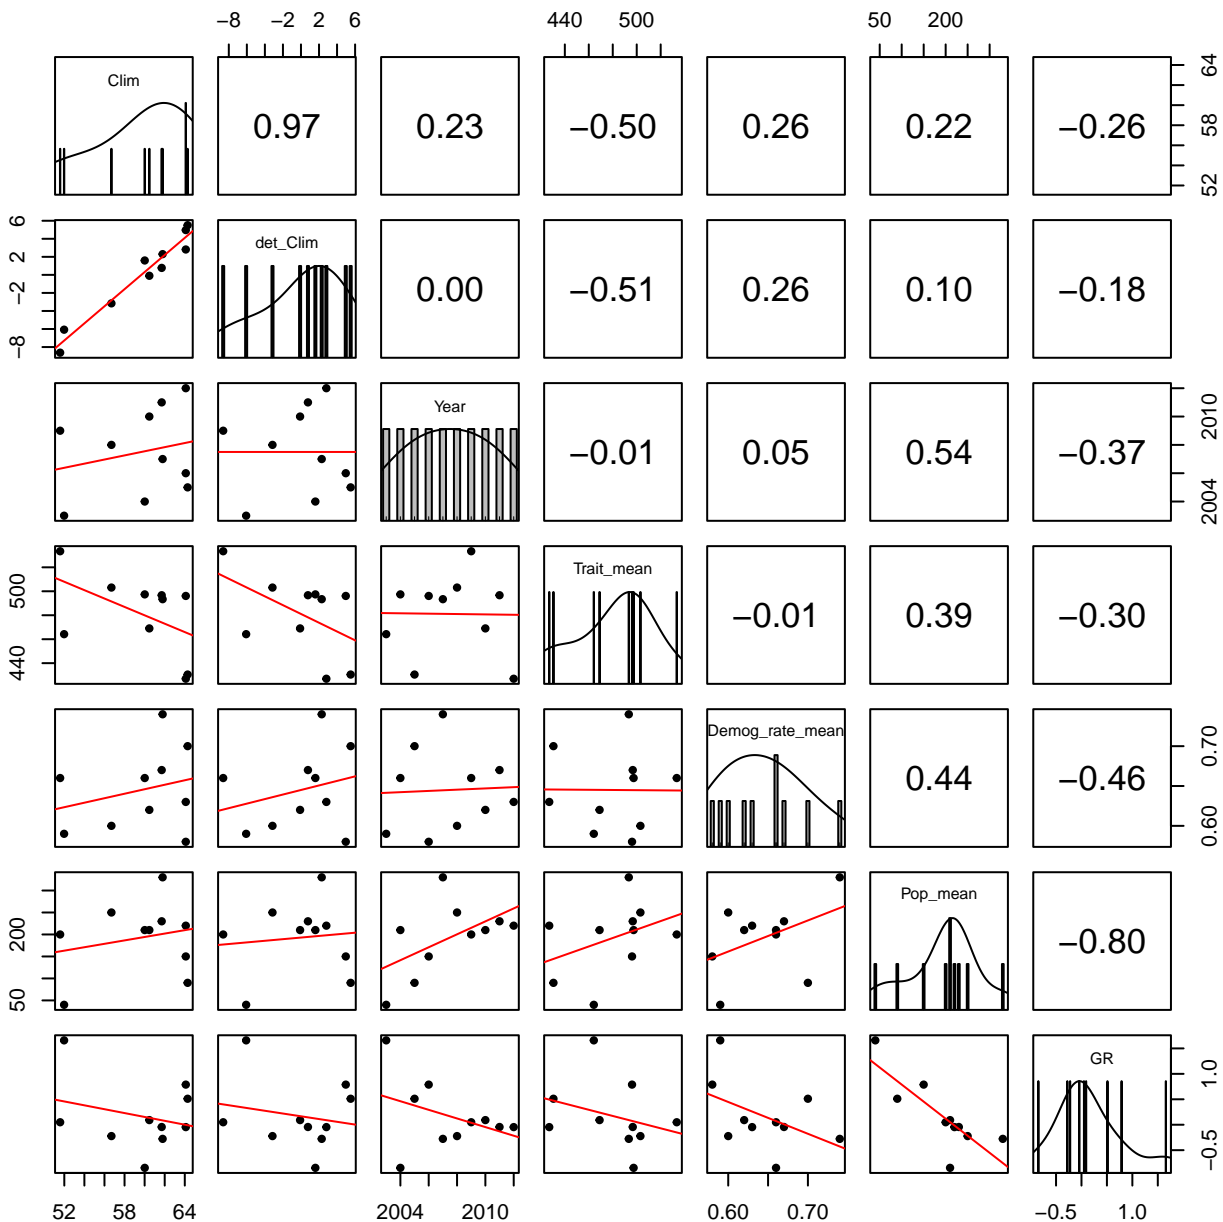 −8 −2 2 6 440 500 50 200
Clim 0.97 0.23 −0.50 0.26 0.22 −0.26 52 58 64
−8 −2 2 6 det_Clim 0.00 −0.51 0.26 0.10 −0.18
Year −0.01 0.05 0.54 −0.37 2004 2010
440 500 Trait_mean −0.01 0.39 −0.30
Demog_rate_mean 0.44 −0.46 0.60 0.70
50 200 Pop_mean −0.80
GR −0.5 1.0
52 58 64 2004 2010 0.60 0.70 −0.5 1.0